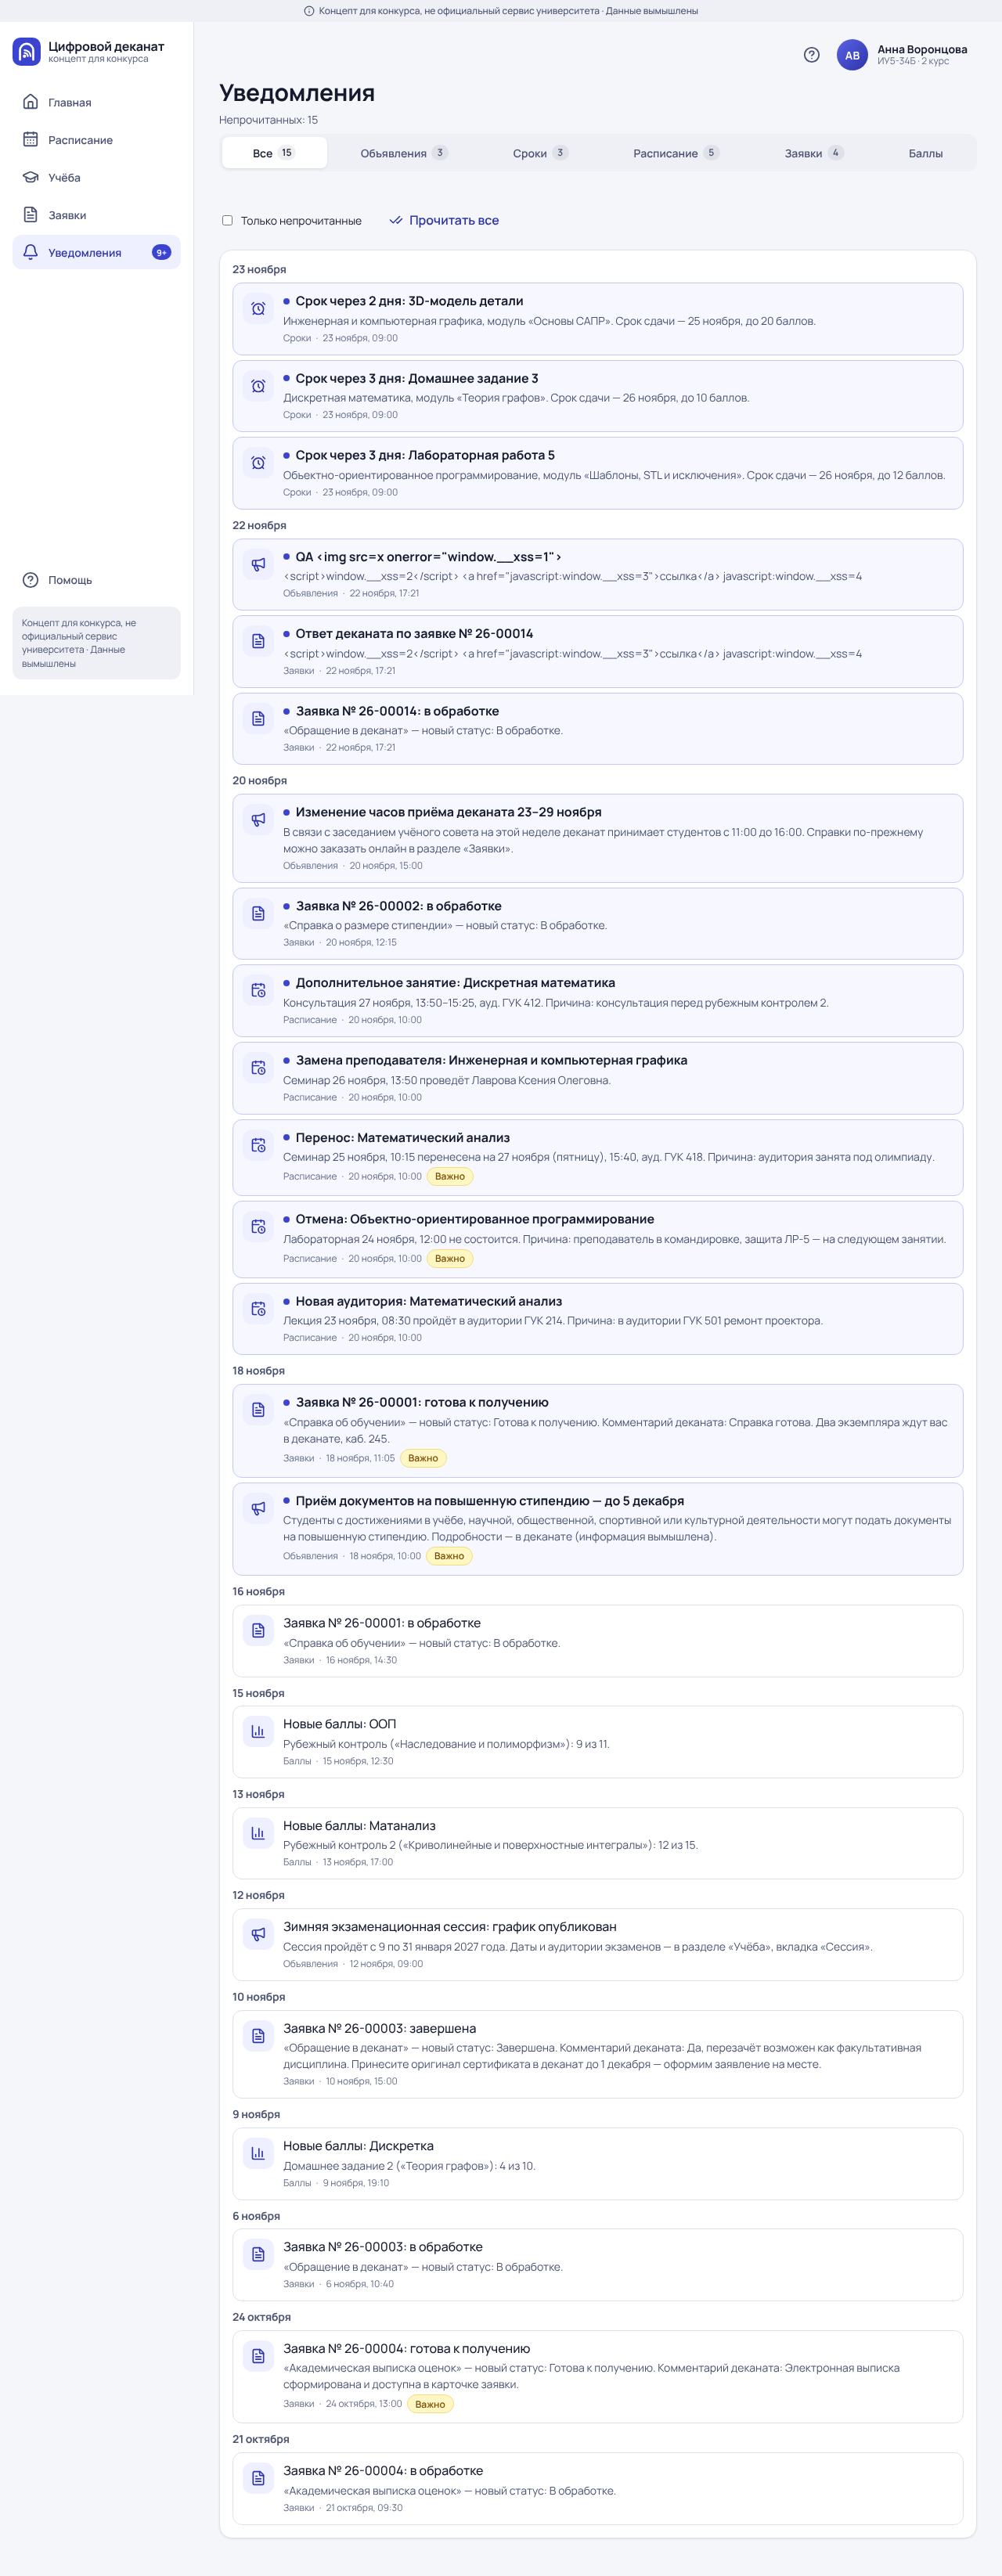 Концепт для конкурса, не официальный сервис университета · Данные вымышлены
Цифровой деканат
концепт для конкурса
Главная
Расписание
Учёба
Заявки
Уведомления 9+
Помощь
Концепт для конкурса, не
официальный сервис
университета · Данные
вымышлены
АВ
Анна Воронцова
ИУ5-34Б · 2 курс
Уведомления
Непрочитанных: 15
Все 15 Объявления 3 Сроки 3 Расписание 5 Заявки 4 Баллы
Только непрочитанные Прочитать все
23 ноября
Срок через 2 дня: 3D-модель детали
Инженерная и компьютерная графика, модуль «Основы САПР». Срок сдачи — 25 ноября, до 20 баллов.
Сроки · 23 ноября, 09:00
Срок через 3 дня: Домашнее задание 3
Дискретная математика, модуль «Теория графов». Срок сдачи — 26 ноября, до 10 баллов.
Сроки · 23 ноября, 09:00
Срок через 3 дня: Лабораторная работа 5
Объектно-ориентированное программирование, модуль «Шаблоны, STL и исключения». Срок сдачи — 26 ноября, до 12 баллов.
Сроки · 23 ноября, 09:00
22 ноября
QA <img src=x onerror="window.__xss=1">
<script>window.__xss=2</script> <a href="javascript:window.__xss=3">ссылка</a> javascript:window.__xss=4
Объявления · 22 ноября, 17:21
Ответ деканата по заявке № 26-00014
<script>window.__xss=2</script> <a href="javascript:window.__xss=3">ссылка</a> javascript:window.__xss=4
Заявки · 22 ноября, 17:21
Заявка № 26-00014: в обработке
«Обращение в деканат» — новый статус: В обработке.
Заявки · 22 ноября, 17:21
20 ноября
Изменение часов приёма деканата 23–29 ноября
В связи с заседанием учёного совета на этой неделе деканат принимает студентов с 11:00 до 16:00. Справки по-прежнему
можно заказать онлайн в разделе «Заявки».
Объявления · 20 ноября, 15:00
Заявка № 26-00002: в обработке
«Справка о размере стипендии» — новый статус: В обработке.
Заявки · 20 ноября, 12:15
Дополнительное занятие: Дискретная математика
Консультация 27 ноября, 13:50–15:25, ауд. ГУК 412. Причина: консультация перед рубежным контролем 2.
Расписание · 20 ноября, 10:00
Замена преподавателя: Инженерная и компьютерная графика
Семинар 26 ноября, 13:50 проведёт Лаврова Ксения Олеговна.
Расписание · 20 ноября, 10:00
Перенос: Математический анализ
Семинар 25 ноября, 10:15 перенесена на 27 ноября (пятницу), 15:40, ауд. ГУК 418. Причина: аудитория занята под олимпиаду.
Расписание · 20 ноября, 10:00 Важно
Отмена: Объектно-ориентированное программирование
Лабораторная 24 ноября, 12:00 не состоится. Причина: преподаватель в командировке, защита ЛР-5 — на следующем занятии.
Расписание · 20 ноября, 10:00 Важно
Новая аудитория: Математический анализ
Лекция 23 ноября, 08:30 пройдёт в аудитории ГУК 214. Причина: в аудитории ГУК 501 ремонт проектора.
Расписание · 20 ноября, 10:00
18 ноября
Заявка № 26-00001: готова к получению
«Справка об обучении» — новый статус: Готова к получению. Комментарий деканата: Справка готова. Два экземпляра ждут вас
в деканате, каб. 245.
Заявки · 18 ноября, 11:05 Важно
Приём документов на повышенную стипендию — до 5 декабря
Студенты с достижениями в учёбе, научной, общественной, спортивной или культурной деятельности могут подать документы
на повышенную стипендию. Подробности — в деканате (информация вымышлена).
Объявления · 18 ноября, 10:00 Важно
16 ноября
Заявка № 26-00001: в обработке
«Справка об обучении» — новый статус: В обработке.
Заявки · 16 ноября, 14:30
15 ноября
Новые баллы: ООП
Рубежный контроль («Наследование и полиморфизм»): 9 из 11.
Баллы · 15 ноября, 12:30
13 ноября
Новые баллы: Матанализ
Рубежный контроль 2 («Криволинейные и поверхностные интегралы»): 12 из 15.
Баллы · 13 ноября, 17:00
12 ноября
Зимняя экзаменационная сессия: график опубликован
Сессия пройдёт с 9 по 31 января 2027 года. Даты и аудитории экзаменов — в разделе «Учёба», вкладка «Сессия».
Объявления · 12 ноября, 09:00
10 ноября
Заявка № 26-00003: завершена
«Обращение в деканат» — новый статус: Завершена. Комментарий деканата: Да, перезачёт возможен как факультативная
дисциплина. Принесите оригинал сертификата в деканат до 1 декабря — оформим заявление на месте.
Заявки · 10 ноября, 15:00
9 ноября
Новые баллы: Дискретка
Домашнее задание 2 («Теория графов»): 4 из 10.
Баллы · 9 ноября, 19:10
6 ноября
Заявка № 26-00003: в обработке
«Обращение в деканат» — новый статус: В обработке.
Заявки · 6 ноября, 10:40
24 октября
Заявка № 26-00004: готова к получению
«Академическая выписка оценок» — новый статус: Готова к получению. Комментарий деканата: Электронная выписка
сформирована и доступна в карточке заявки.
Заявки · 24 октября, 13:00 Важно
21 октября
Заявка № 26-00004: в обработке
«Академическая выписка оценок» — новый статус: В обработке.
Заявки · 21 октября, 09:30